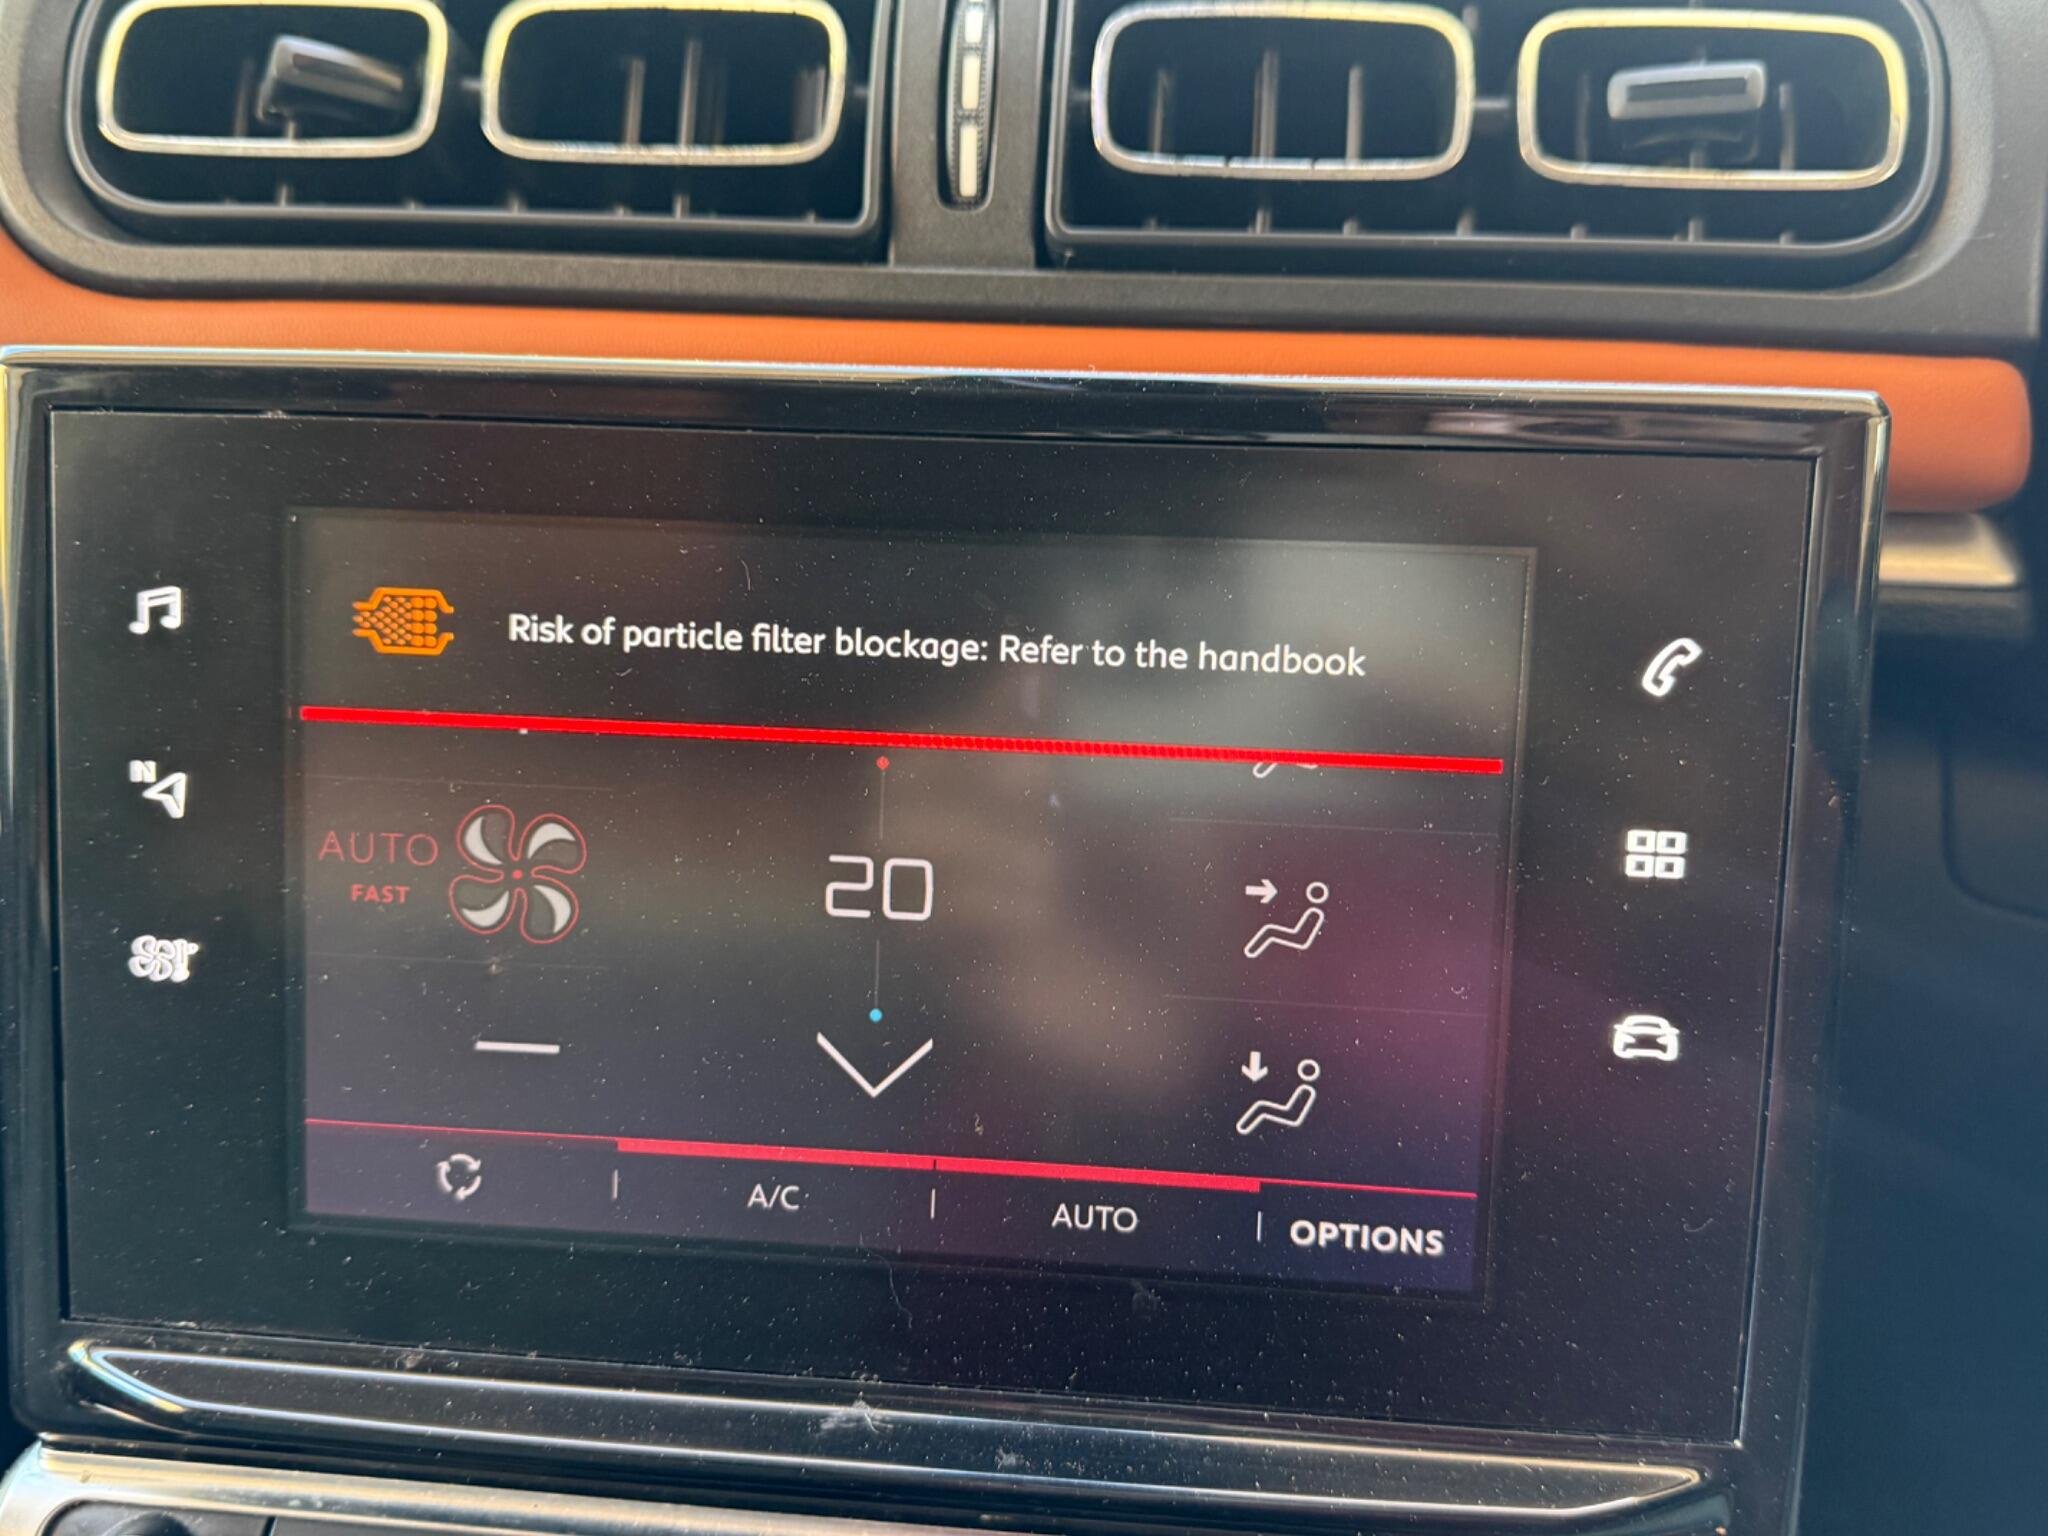 Risk of particle filter blockage: Refer to the handbook
N
AUTO
FAST
20
A/C
AUTO
OPTIONS